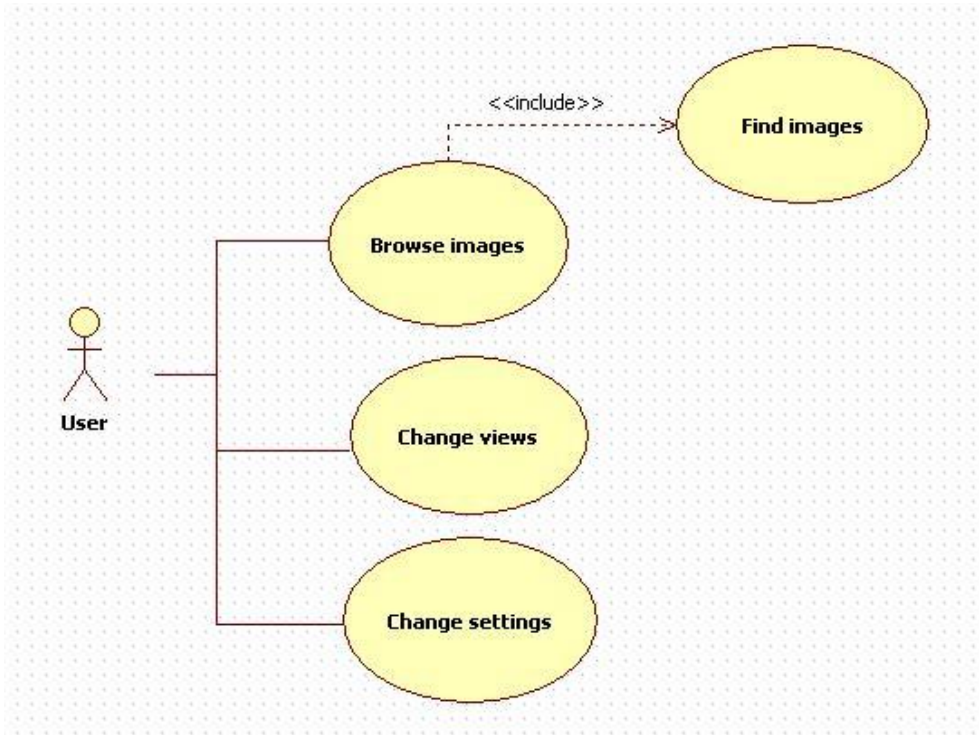 <<include>>
Find images
Browse images
User
Change views
Change settings